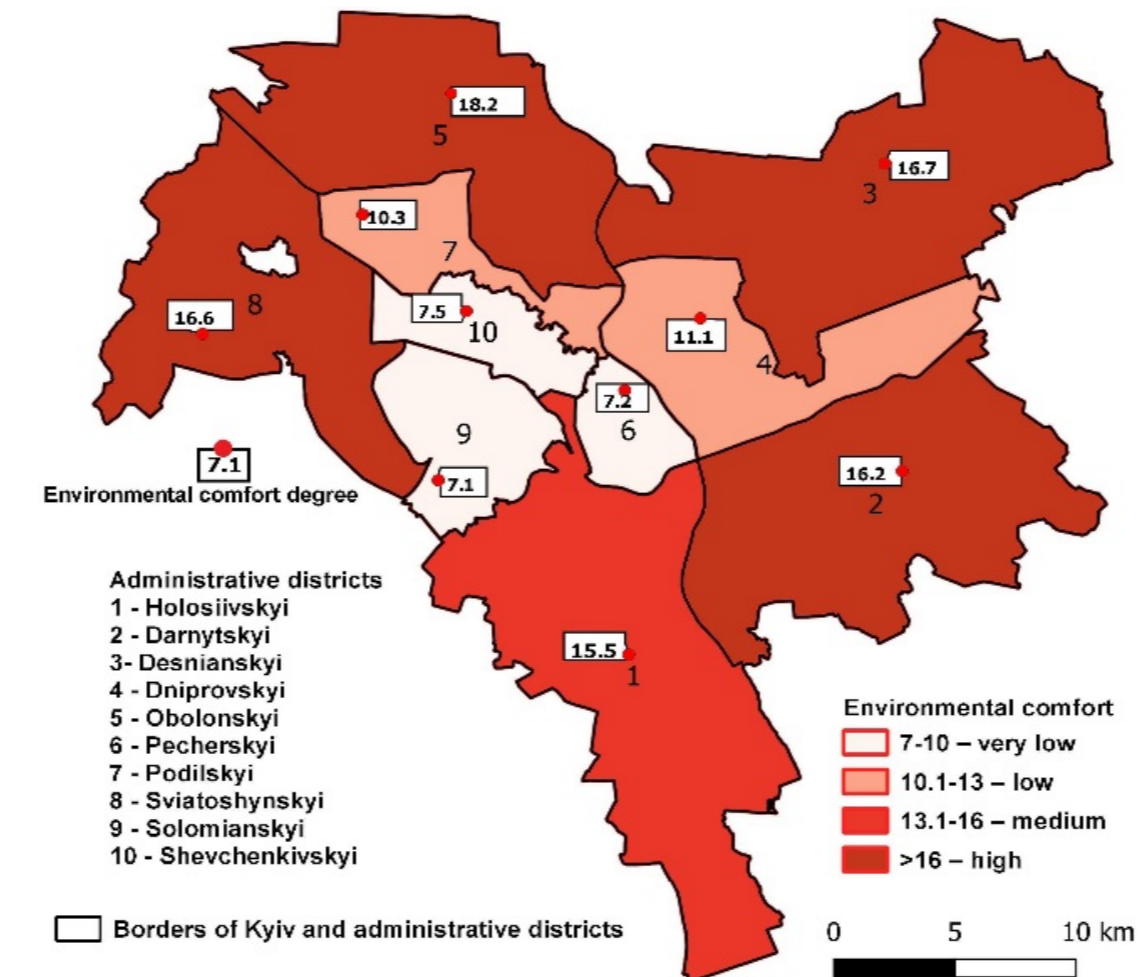 18.2
5
16.7
3
10.3
7
16.6
8
7.5
10
11.1
4
7.2
6
9
7.1
16.2
2
7.1
Environmental comfort degree
15.5
1
Administrative districts
1 - Holosiivskyi
2 - Darnytskyi
3- Desnianskyi
4 - Dniprovskyi
5 - Obolonskyi
6 - Pecherskyi
7 - Podilskyi
8 - Sviatoshynskyi
9 - Solomianskyi
10 - Shevchenkivskyi
Environmental comfort
7-10 – very low
10.1-13 – low
13.1-16 – medium
>16 – high
Borders of Kyiv and administrative districts
0 5 10 km